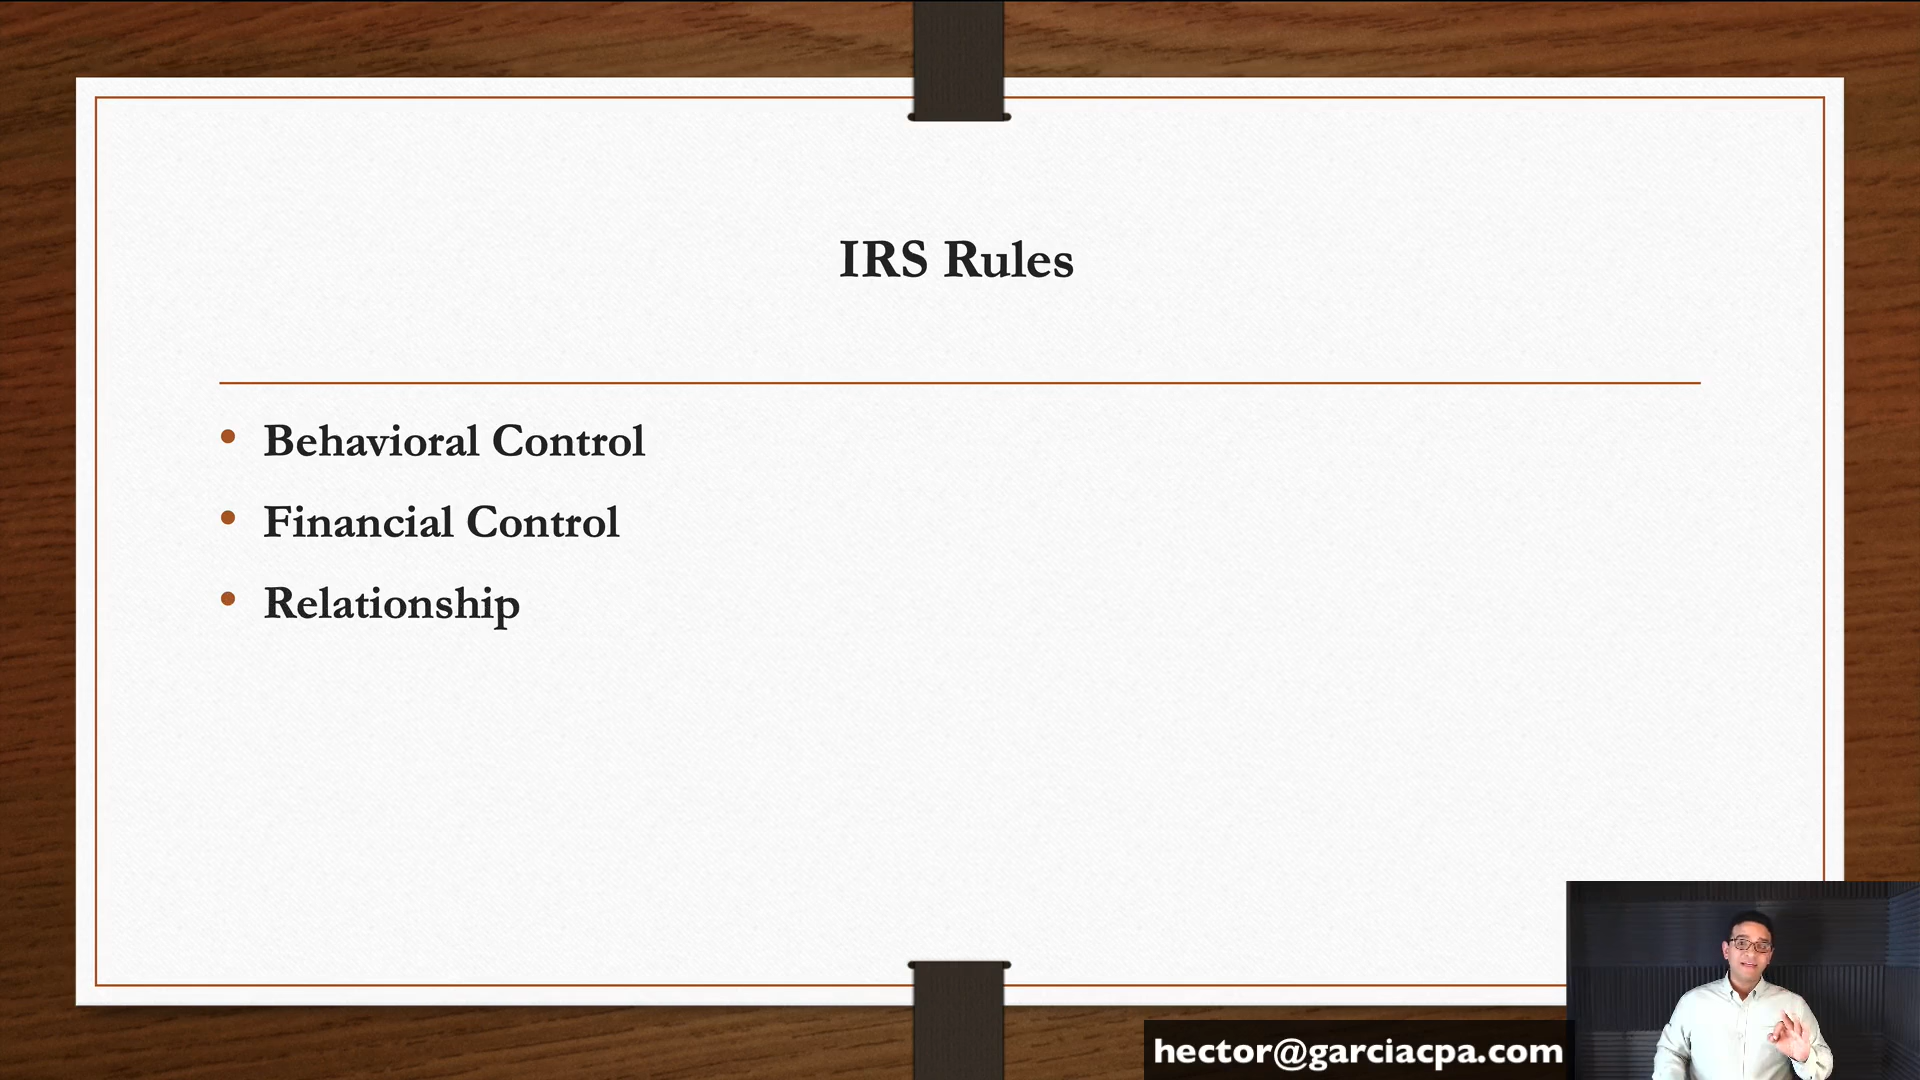 IRS Rules
Behavioral Control
Financial Control
Relationship
hector@garciacpa.com